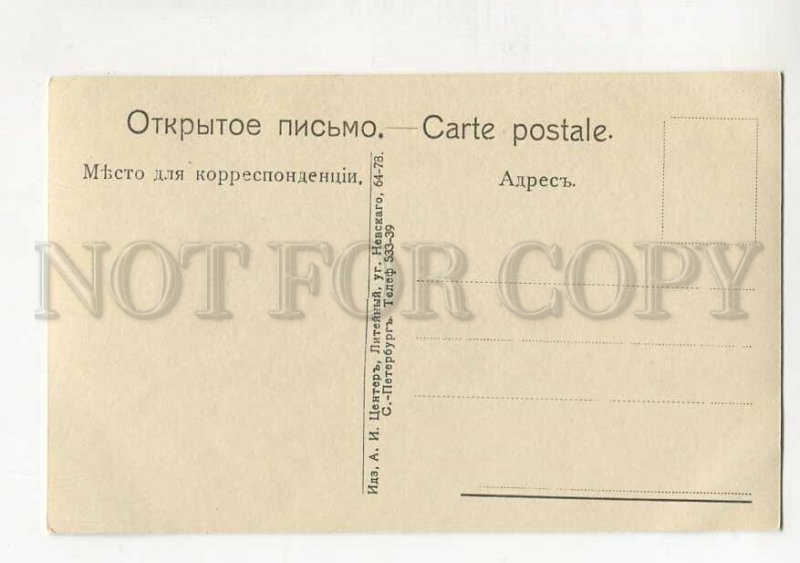 Открытое письмо.—Carte postale.
Мѣсто для корреспонденціи,
Адресъ.
Идз, А. И. Центеръ, Литейный, уг. Невскаго, 64-78.
С.-Петербургъ. Телеф 533-39
NOT FOR COPY